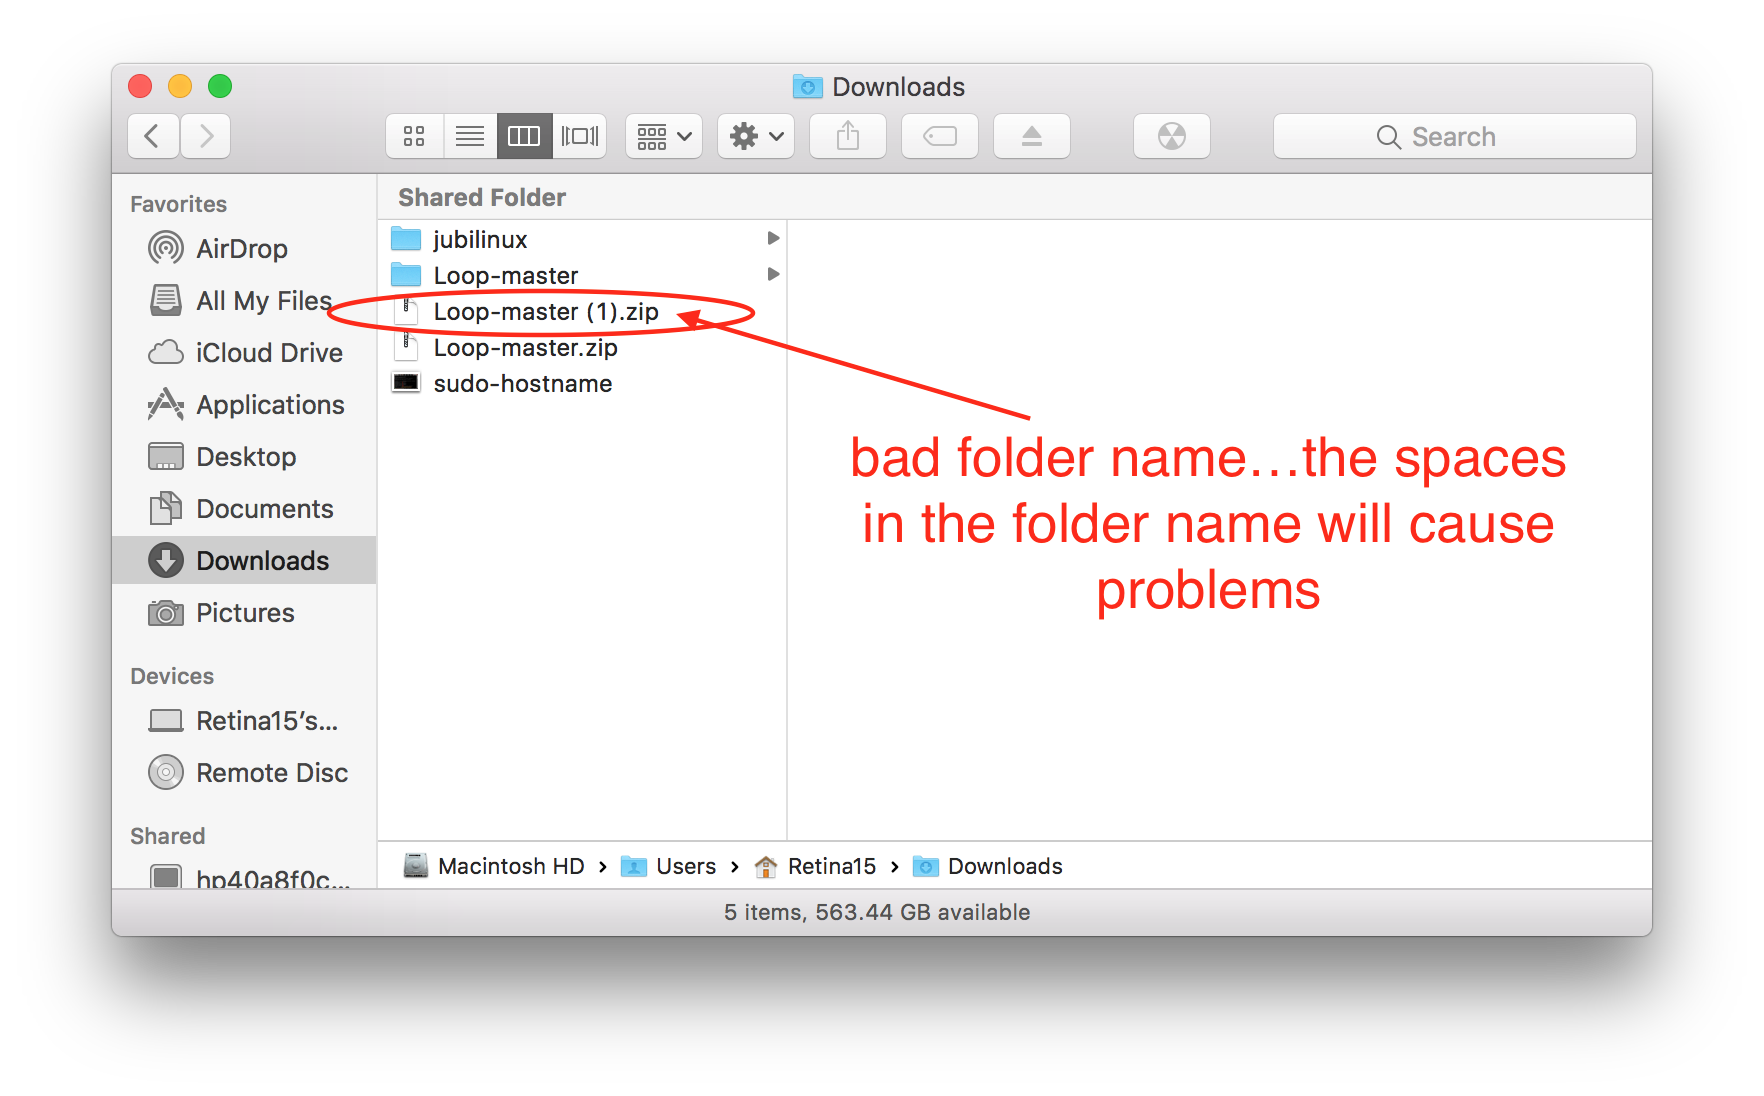 Downloads
Search
Favorites
AirDrop
All My Files
iCloud Drive
Applications
Desktop
Documents
Downloads
Pictures
Devices
Retina15’s...
Remote Disc
Shared
hp40a8f0c...
Shared Folder
jubilinux
Loop-master
Loop-master (1).zip
Loop-master.zip
sudo-hostname
bad folder name…the spaces
in the folder name will cause
problems
Macintosh HD › Users › Retina15 › Downloads
5 items, 563.44 GB available